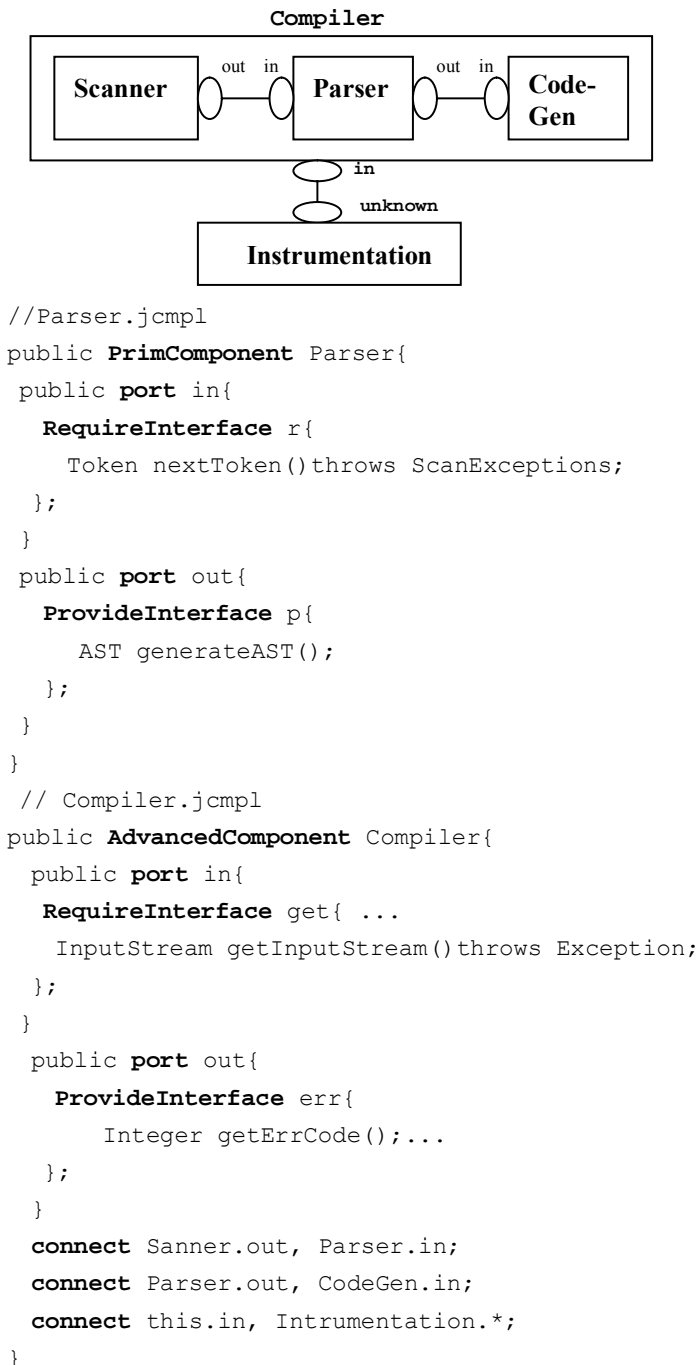 Compiler
out in out in
Scanner Parser Code-
Gen
in
unknown
Instrumentation
//Parser.jcmpl
public PrimComponent Parser{
public port in{
RequireInterface r{
Token nextToken()throws ScanExceptions;
};
}
public port out{
ProvideInterface p{
AST generateAST();
};
}
}
// Compiler.jcmpl
public AdvancedComponent Compiler{
public port in{
RequireInterface get{ ...
InputStream getInputStream()throws Exception;
};
}
public port out{
ProvideInterface err{
Integer getErrCode();...
};
}
connect Sanner.out, Parser.in;
connect Parser.out, CodeGen.in;
connect this.in, Intrumentation.*;
}